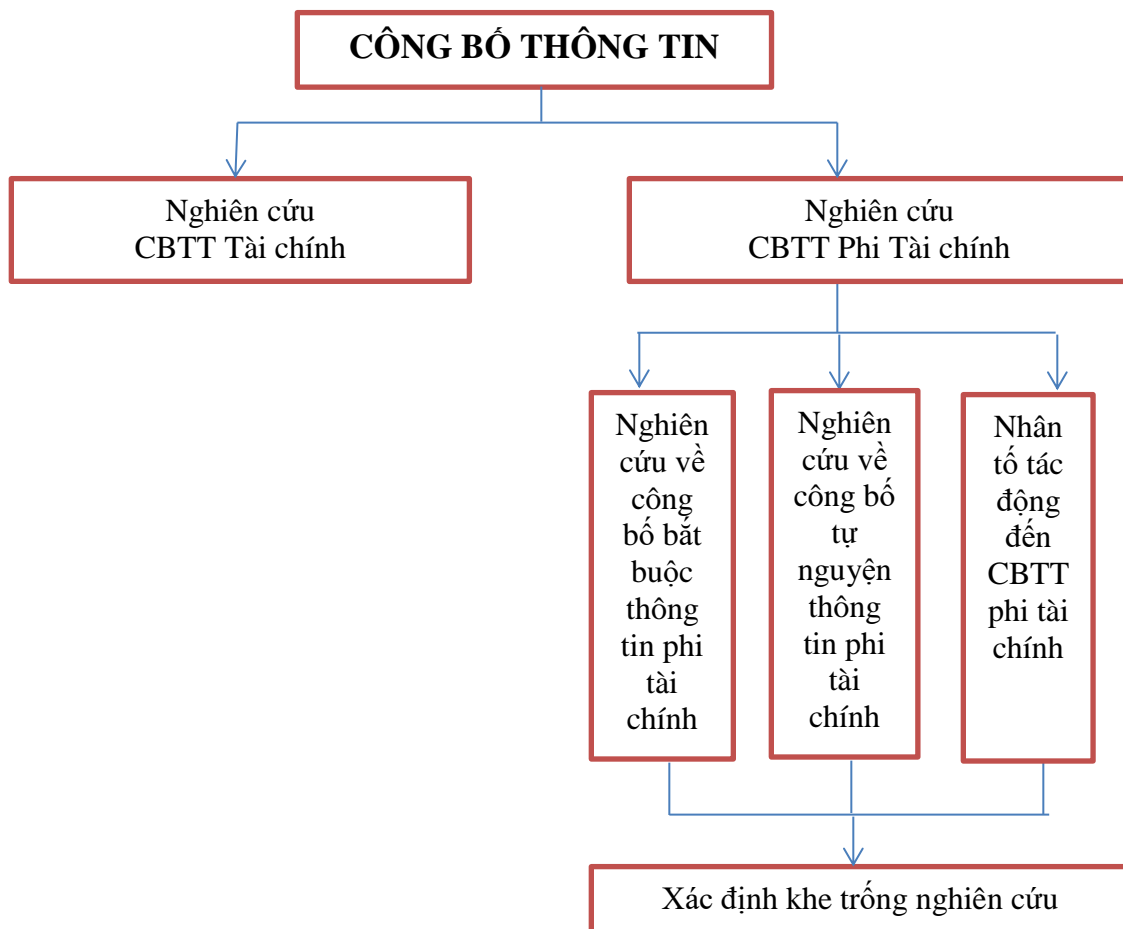 CÔNG BỐ THÔNG TIN
Nghiên cứu
CBTT Tài chính
Nghiên cứu
CBTT Phi Tài chính
Nghiên
cứu về
công
bố bắt
buộc
thông
tin phi
tài
chính
Nghiên
cứu về
công bố
tự
nguyện
thông
tin phi
tài
chính
Nhân
tố tác
động
đến
CBTT
phi tài
chính
Xác định khe trống nghiên cứu